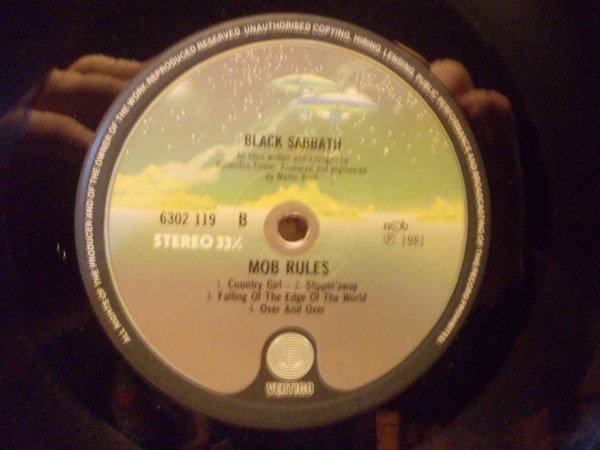 ALL RIGHTS OF THE PRODUCER AND OF THE OWNER OF THE WORK REPRODUCED RESERVED. UNAUTHORISED COPYING, HIRING, LENDING, PUBLIC PERFORMANCE AND BROADCASTING OF THIS RECORD PROHIBITED.
BLACK SABBATH
All titles written and arranged by
Produced and engineered
by Martin Birch
6302 119 B
STEREO 33⅓
ncb
℗ 1981
MOB RULES
1. Country Girl – 2. Slippin'away
3. Falling Of The Edge Of The World
4. Over And Over
VERTIGO